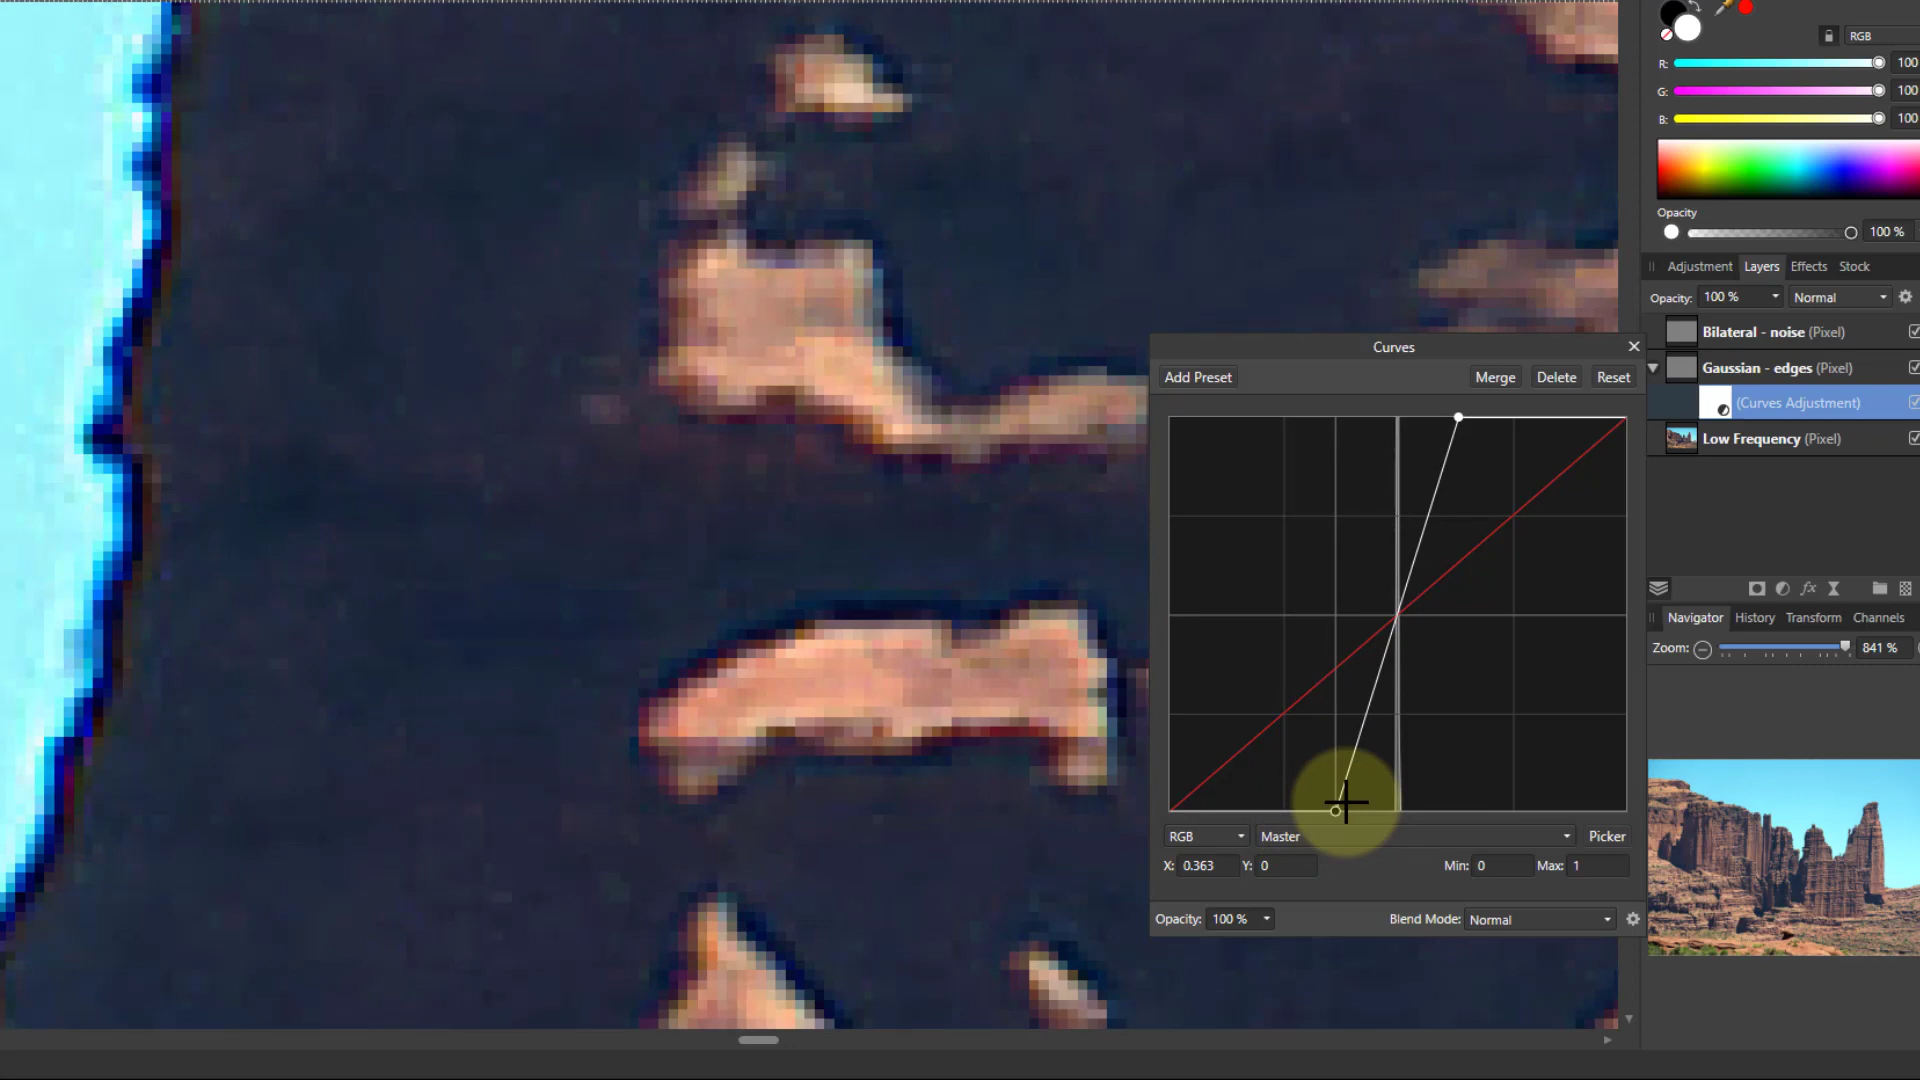 RGB
R: 100
G: 100
B: 100
Opacity
100 %
Adjustment Layers Effects Stock
Opacity: 100 % Normal
Bilateral - noise (Pixel)
Gaussian - edges (Pixel)
(Curves Adjustment)
Low Frequency (Pixel)
fx
Navigator History Transform Channels
Zoom: 841 %
Curves
Add Preset Merge Delete Reset
RGB Master Picker
X: 0.363 Y: 0 Min: 0 Max: 1
Opacity: 100 % Blend Mode: Normal